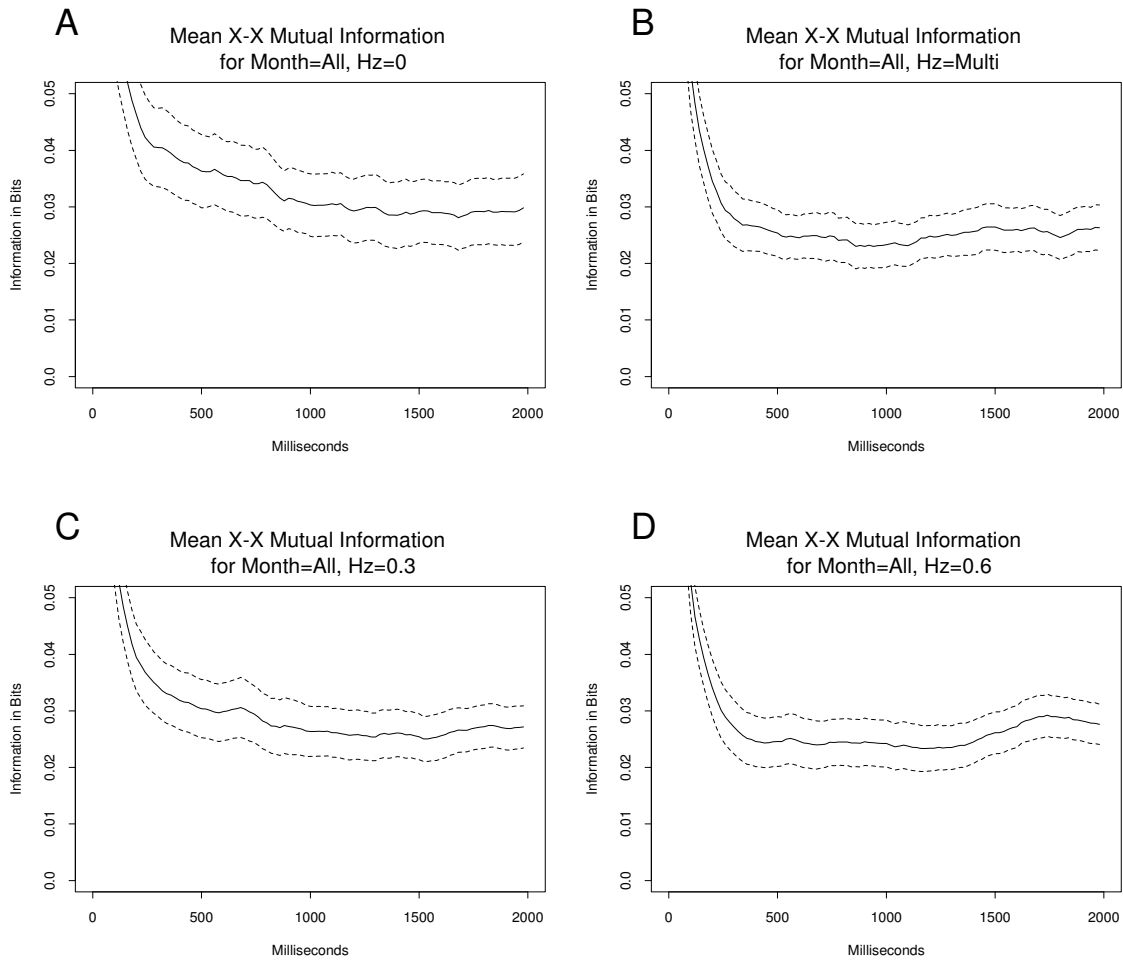 A
Mean X-X Mutual Information
for Month=All, Hz=0
Information in Bits
0.05
0.04
0.03
0.02
0.01
0.0
0 500 1000 1500 2000
Milliseconds
B
Mean X-X Mutual Information
for Month=All, Hz=Multi
Information in Bits
0.05
0.04
0.03
0.02
0.01
0.0
0 500 1000 1500 2000
Milliseconds
C
Mean X-X Mutual Information
for Month=All, Hz=0.3
Information in Bits
0.05
0.04
0.03
0.02
0.01
0.0
0 500 1000 1500 2000
Milliseconds
D
Mean X-X Mutual Information
for Month=All, Hz=0.6
Information in Bits
0.05
0.04
0.03
0.02
0.01
0.0
0 500 1000 1500 2000
Milliseconds